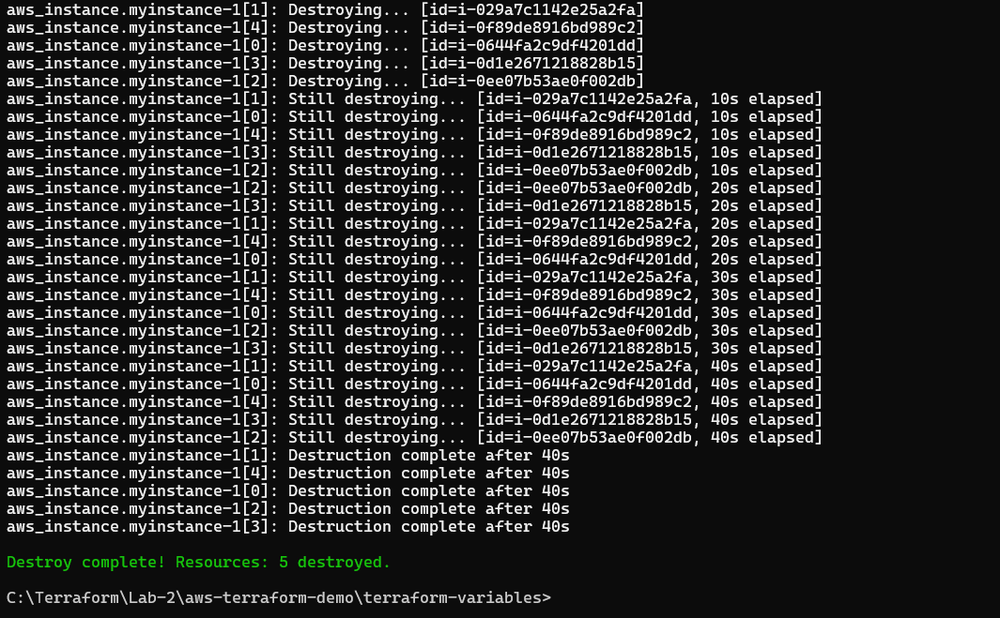 aws_instance.myinstance-1[1]: Destroying... [id=i-029a7c1142e25a2fa]
aws_instance.myinstance-1[4]: Destroying... [id=i-0f89de8916bd989c2]
aws_instance.myinstance-1[0]: Destroying... [id=i-0644fa2c9df4201dd]
aws_instance.myinstance-1[3]: Destroying... [id=i-0d1e2671218828b15]
aws_instance.myinstance-1[2]: Destroying... [id=i-0ee07b53ae0f002db]
aws_instance.myinstance-1[1]: Still destroying... [id=i-029a7c1142e25a2fa, 10s elapsed]
aws_instance.myinstance-1[0]: Still destroying... [id=i-0644fa2c9df4201dd, 10s elapsed]
aws_instance.myinstance-1[4]: Still destroying... [id=i-0f89de8916bd989c2, 10s elapsed]
aws_instance.myinstance-1[3]: Still destroying... [id=i-0d1e2671218828b15, 10s elapsed]
aws_instance.myinstance-1[2]: Still destroying... [id=i-0ee07b53ae0f002db, 10s elapsed]
aws_instance.myinstance-1[2]: Still destroying... [id=i-0ee07b53ae0f002db, 20s elapsed]
aws_instance.myinstance-1[3]: Still destroying... [id=i-0d1e2671218828b15, 20s elapsed]
aws_instance.myinstance-1[1]: Still destroying... [id=i-029a7c1142e25a2fa, 20s elapsed]
aws_instance.myinstance-1[4]: Still destroying... [id=i-0f89de8916bd989c2, 20s elapsed]
aws_instance.myinstance-1[0]: Still destroying... [id=i-0644fa2c9df4201dd, 20s elapsed]
aws_instance.myinstance-1[1]: Still destroying... [id=i-029a7c1142e25a2fa, 30s elapsed]
aws_instance.myinstance-1[4]: Still destroying... [id=i-0f89de8916bd989c2, 30s elapsed]
aws_instance.myinstance-1[0]: Still destroying... [id=i-0644fa2c9df4201dd, 30s elapsed]
aws_instance.myinstance-1[2]: Still destroying... [id=i-0ee07b53ae0f002db, 30s elapsed]
aws_instance.myinstance-1[3]: Still destroying... [id=i-0d1e2671218828b15, 30s elapsed]
aws_instance.myinstance-1[1]: Still destroying... [id=i-029a7c1142e25a2fa, 40s elapsed]
aws_instance.myinstance-1[0]: Still destroying... [id=i-0644fa2c9df4201dd, 40s elapsed]
aws_instance.myinstance-1[4]: Still destroying... [id=i-0f89de8916bd989c2, 40s elapsed]
aws_instance.myinstance-1[3]: Still destroying... [id=i-0d1e2671218828b15, 40s elapsed]
aws_instance.myinstance-1[2]: Still destroying... [id=i-0ee07b53ae0f002db, 40s elapsed]
aws_instance.myinstance-1[1]: Destruction complete after 40s
aws_instance.myinstance-1[4]: Destruction complete after 40s
aws_instance.myinstance-1[0]: Destruction complete after 40s
aws_instance.myinstance-1[2]: Destruction complete after 40s
aws_instance.myinstance-1[3]: Destruction complete after 40s
Destroy complete! Resources: 5 destroyed.
C:\Terraform\Lab-2\aws-terraform-demo\terraform-variables>